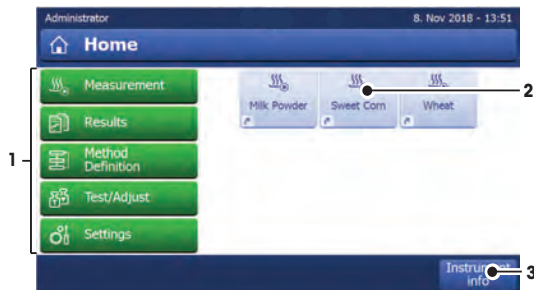 Administrator
8. Nov 2018 - 13:51
Home
1
Measurement
Results
Method
Definition
Test/Adjust
Settings
Milk Powder
Sweet Corn
Wheat
2
Instrument
info
3